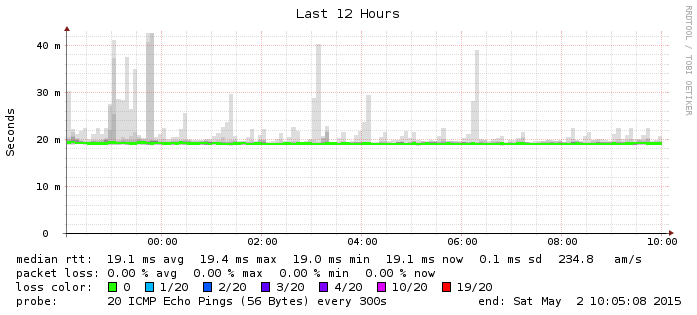 Last 12 Hours
RRDTOOL / TOBI OETIKER
Seconds
40 m
30 m
20 m
10 m
0
00:00 02:00 04:00 06:00 08:00 10:00
median rtt: 19.1 ms avg 19.4 ms max 19.0 ms min 19.1 ms now 0.1 ms sd 234.8 am/s
packet loss: 0.00 % avg 0.00 % max 0.00 % min 0.00 % now
loss color: 0 1/20 2/20 3/20 4/20 10/20 19/20
probe: 20 ICMP Echo Pings (56 Bytes) every 300s end: Sat May 2 10:05:08 2015